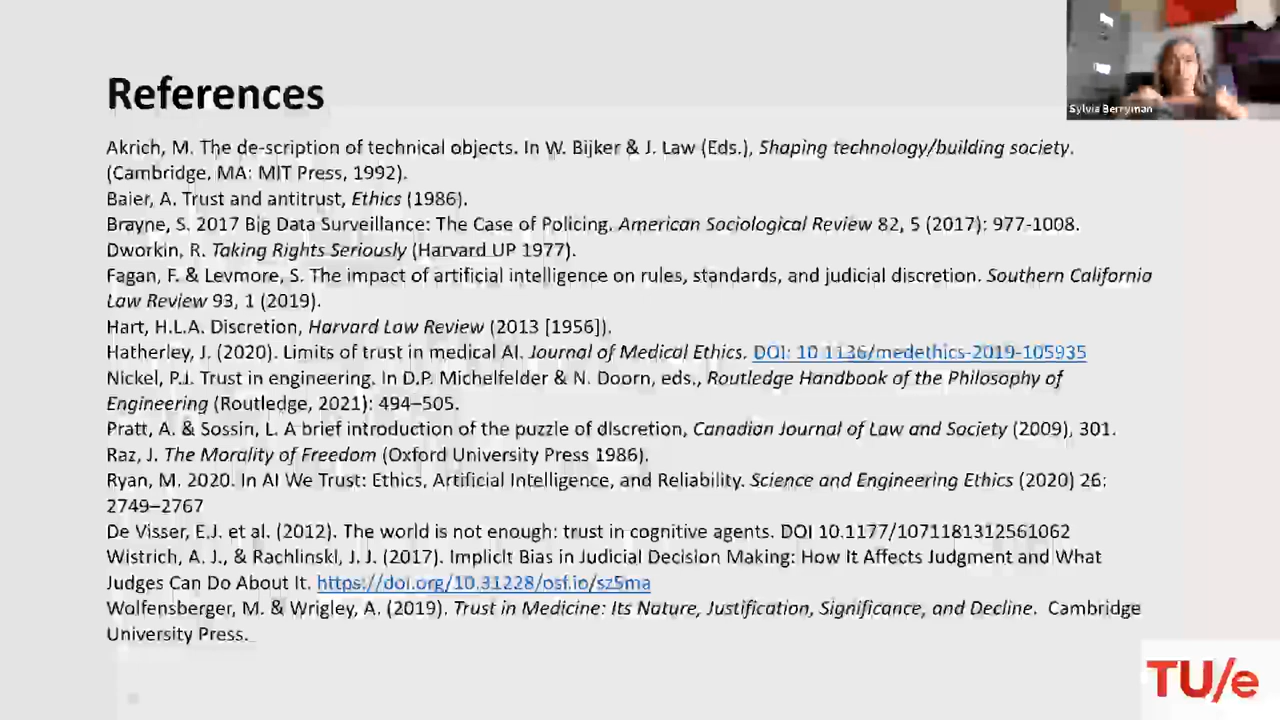 Sylvia Berryman
References
Akrich, M. The de-scription of technical objects. In W. Bijker & J. Law (Eds.), Shaping technology/building society.
(Cambridge, MA: MIT Press, 1992).
Baier, A. Trust and antitrust, Ethics (1986).
Brayne, S. 2017 Big Data Surveillance: The Case of Policing. American Sociological Review 82, 5 (2017): 977-1008.
Dworkin, R. Taking Rights Seriously (Harvard UP 1977).
Fagan, F. & Levmore, S. The impact of artificial intelligence on rules, standards, and judicial discretion. Southern California
Law Review 93, 1 (2019).
Hart, H.L.A. Discretion, Harvard Law Review (2013 [1956]).
Hatherley, J. (2020). Limits of trust in medical AI. Journal of Medical Ethics. DOI: 10 1136/medethics-2019-105935
Nickel, P.J. Trust in engineering. In D.P. Michelfelder & N. Doorn, eds., Routledge Handbook of the Philosophy of
Engineering (Routledge, 2021): 494–505.
Pratt, A. & Sossin, L. A brief introduction of the puzzle of discretion, Canadian Journal of Law and Society (2009), 301.
Raz, J. The Morality of Freedom (Oxford University Press 1986).
Ryan, M. 2020. In AI We Trust: Ethics, Artificial Intelligence, and Reliability. Science and Engineering Ethics (2020) 26:
2749–2767
De Visser, E.J. et al. (2012). The world is not enough: trust in cognitive agents. DOI 10.1177/1071181312561062
Wistrich, A. J., & Rachlinski, J. J. (2017). Implicit Bias in Judicial Decision Making: How It Affects Judgment and What
Judges Can Do About It. https://doi.org/10.31228/osf.io/sz5ma
Wolfensberger, M. & Wrigley, A. (2019). Trust in Medicine: Its Nature, Justification, Significance, and Decline. Cambridge
University Press.
TU/e